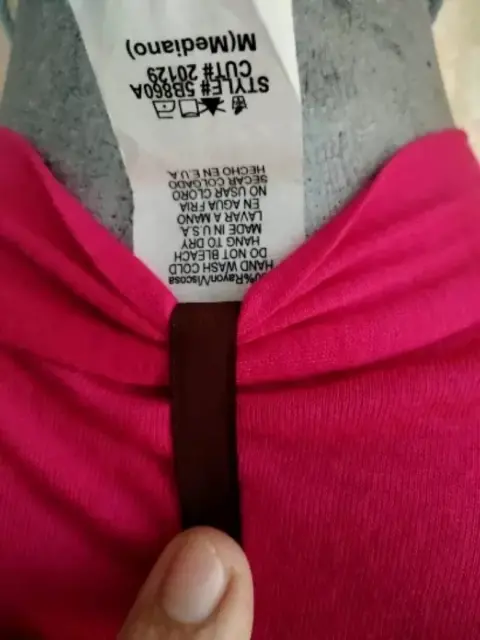 0%Rayon/Viscosa
HAND WASH COLD
DO NOT BLEACH
HANG TO DRY
MADE IN U.S.A
LAVAR A MANO
EN AGUA FRIA
NO USAR CLORO
SECAR COLGADO
HECHO EN E.U.A.
STYLE# 5B860A
CUT# 20129
M(Mediano)